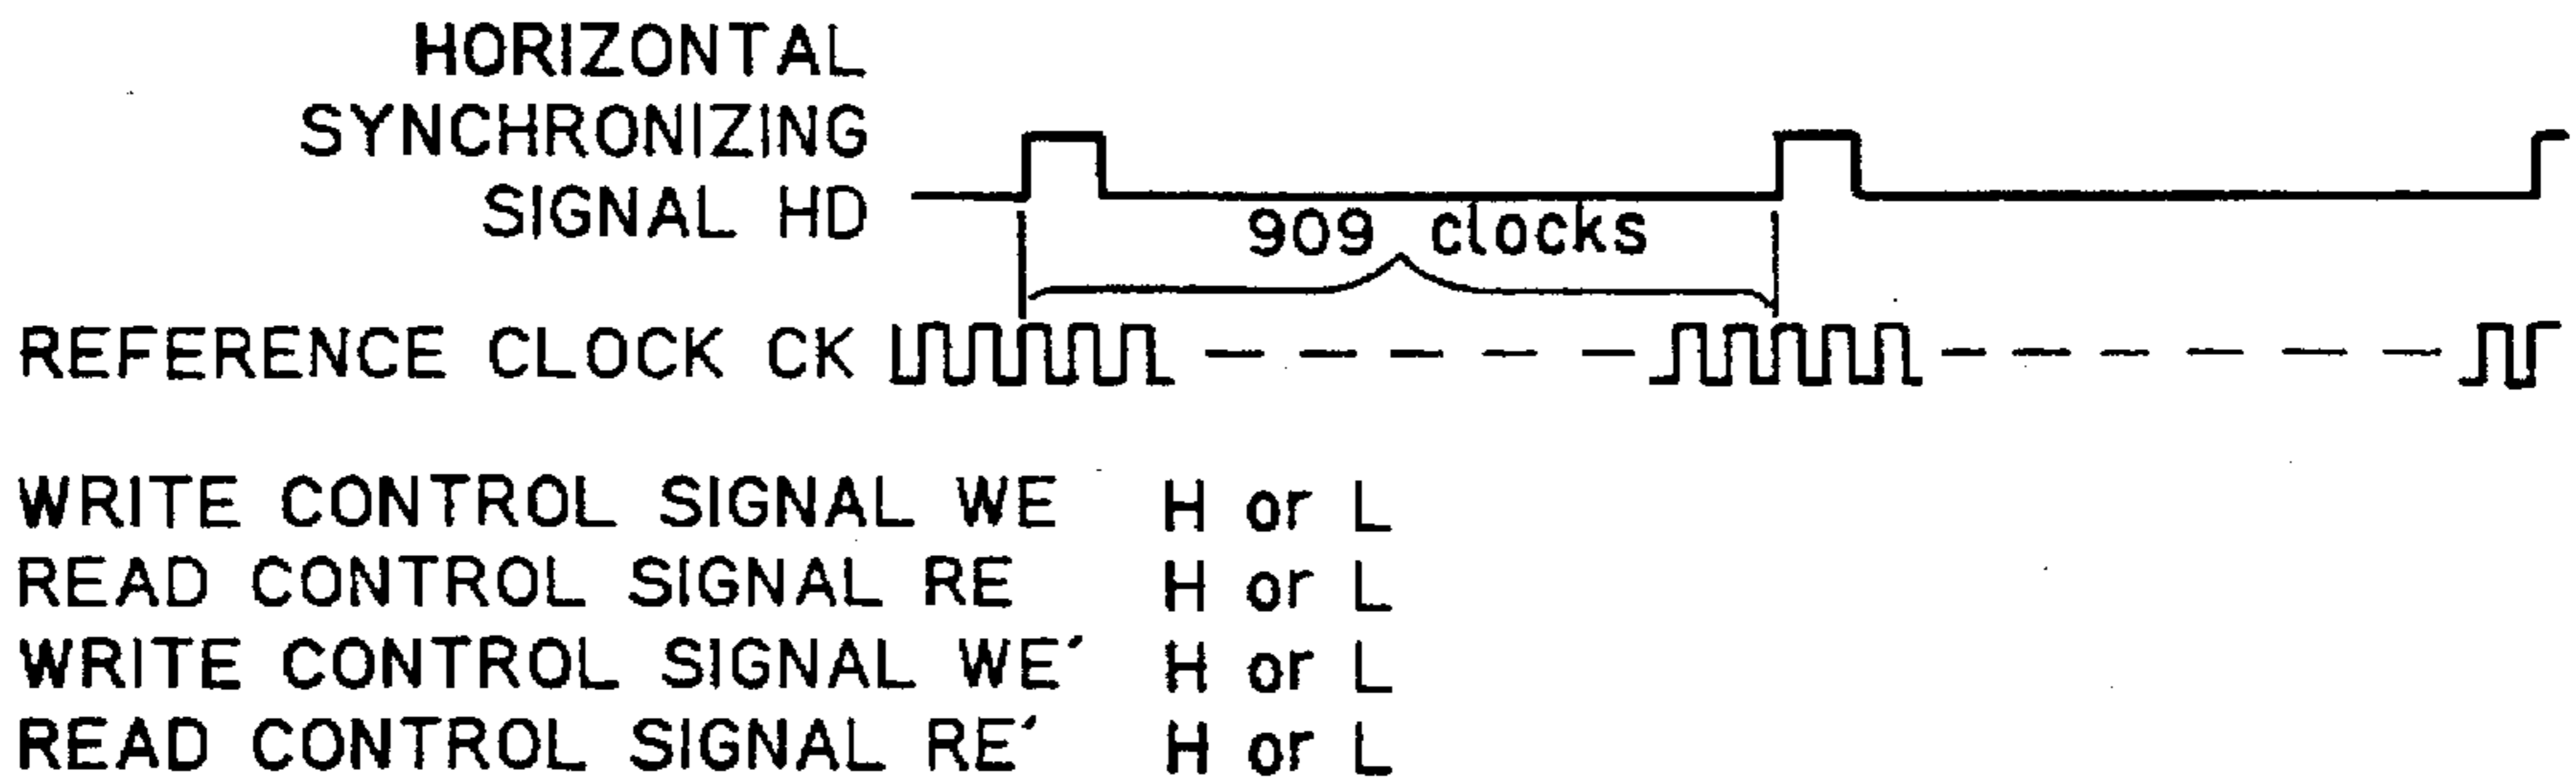 HORIZONTAL
SYNCHRONIZING
SIGNAL HD
909 clocks
REFERENCE CLOCK CK
WRITE CONTROL SIGNAL WE H or L
READ CONTROL SIGNAL RE H or L
WRITE CONTROL SIGNAL WE′ H or L
READ CONTROL SIGNAL RE′ H or L